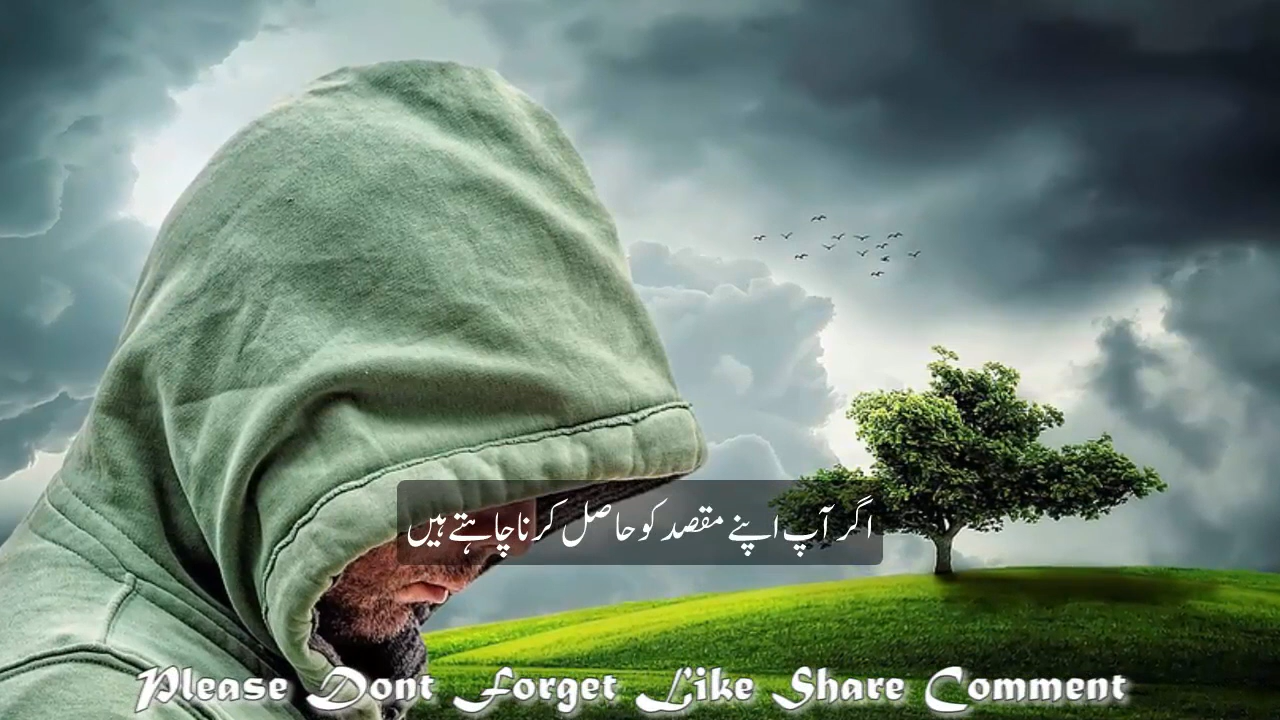 اگر آپ اپنے مقصد کو حاصل کرنا چاہتے ہیں
Please Dont Forget Like Share Comment